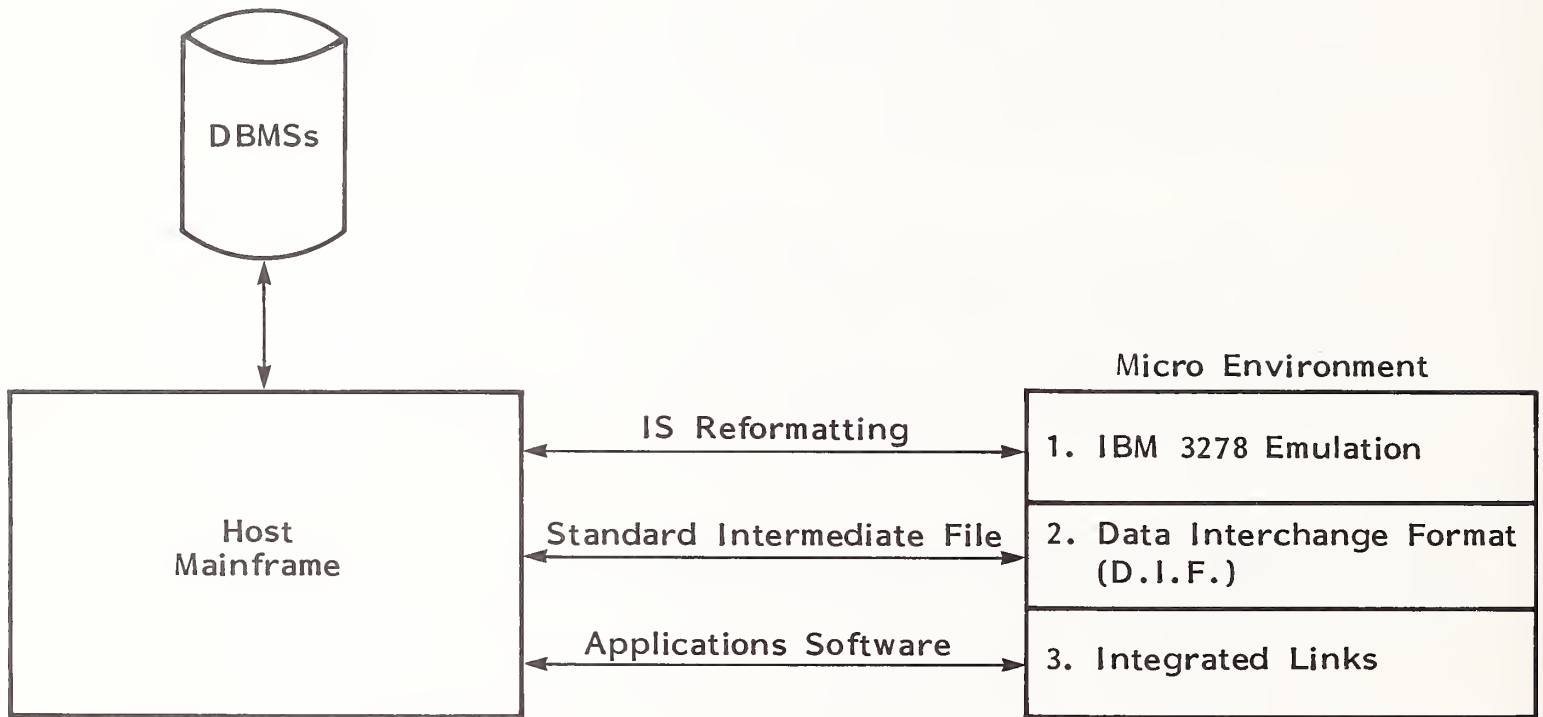 DBMSs
Micro Environment
IS Reformatting
1. IBM 3278 Emulation
Host
Mainframe
Standard Intermediate File
2. Data Interchange Format
(D.I.F.)
Applications Software
3. Integrated Links